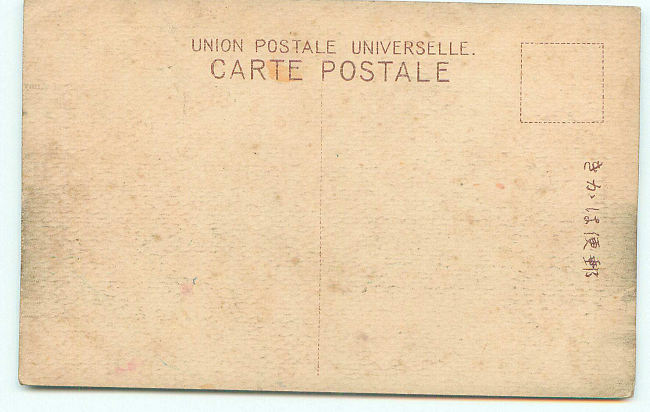 UNION POSTALE UNIVERSELLE.
CARTE POSTALE
郵便はかき